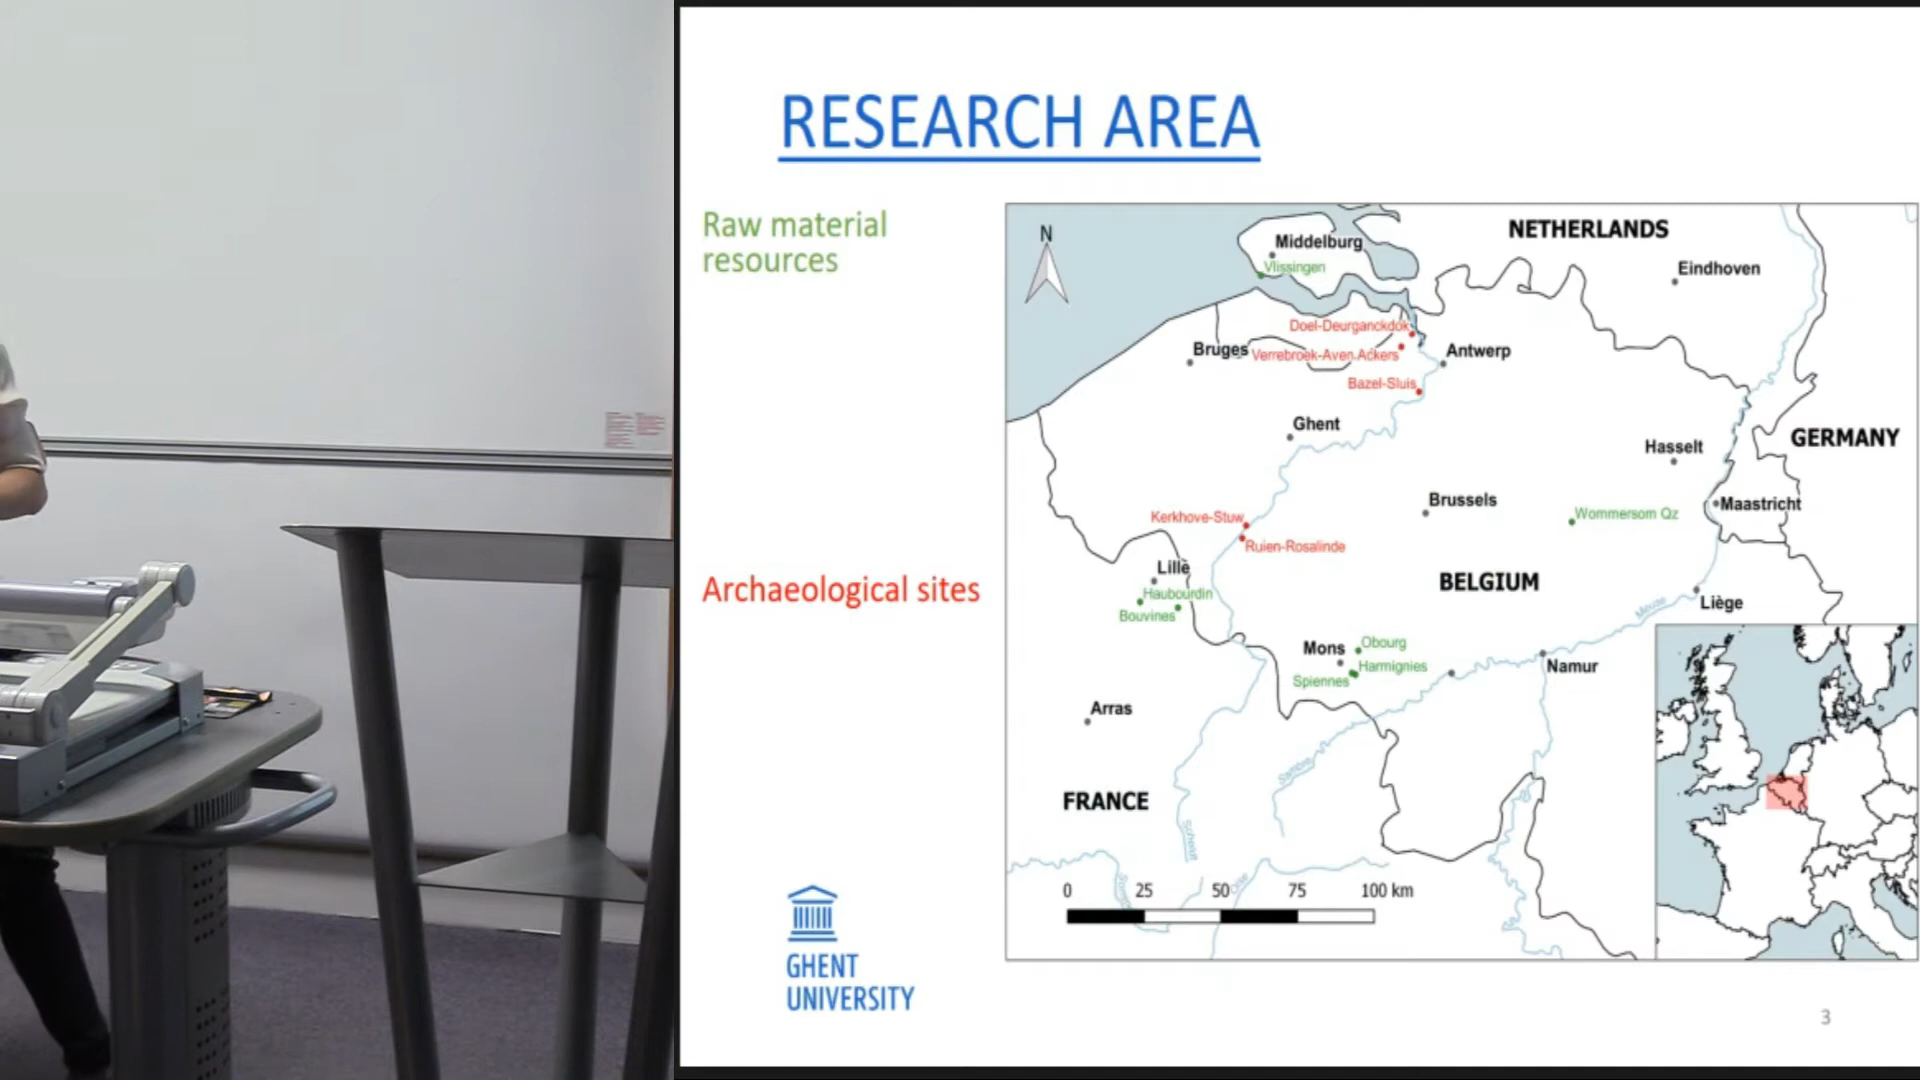 RESEARCH AREA
Raw material
resources
Archaeological sites
GHENT
UNIVERSITY
N
NETHERLANDS
Middelburg
Vlissingen
Eindhoven
Doel-Deurganckdok
Bruges
Verrebroek-Aven Ackers
Antwerp
Bazel-Sluis
Ghent
GERMANY
Hasselt
Brussels
Wommersom Qz
Maastricht
Kerkhove-Stuw
Ruien-Rosalinde
Lille
BELGIUM
Haubourdin
Bouvines
Meuse
Liège
Mons
Obourg
Harmignies
Spiennes
Namur
Arras
Sambre
FRANCE
Scheldt
Oise
0 25 50 75 100 km
3